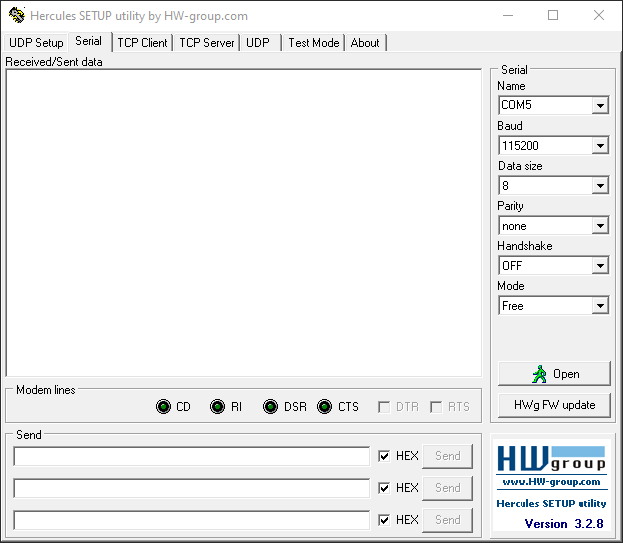 Hercules SETUP utility by HW-group.com
UDP Setup Serial TCP Client TCP Server UDP Test Mode About
Received/Sent data
Serial
Name
COM5
Baud
115200
Data size
8
Parity
none
Handshake
OFF
Mode
Free
Open
HWg FW update
Modem lines
CD RI DSR CTS DTR RTS
Send
HEX Send
HEX Send
HEX Send
HW group
www.HW-group.com
Hercules SETUP utility
Version 3.2.8